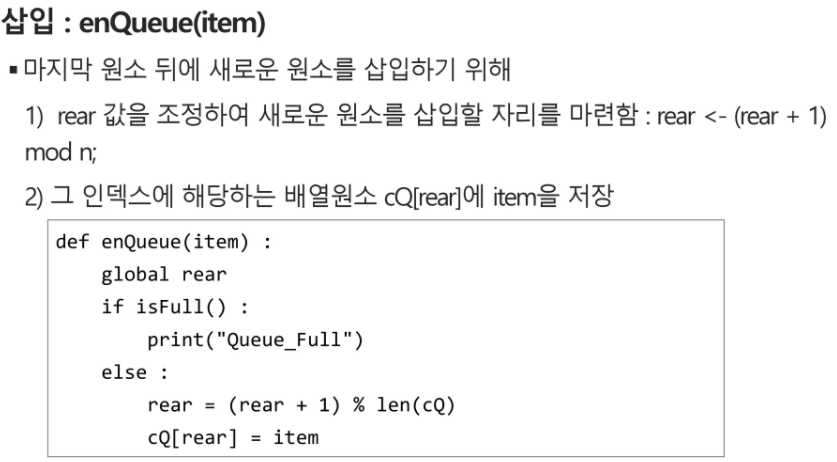 삽입 : enQueue(item)
▪ 마지막 원소 뒤에 새로운 원소를 삽입하기 위해
1) rear 값을 조정하여 새로운 원소를 삽입할 자리를 마련함 : rear <- (rear + 1)
mod n;
2) 그 인덱스에 해당하는 배열원소 cQ[rear]에 item을 저장
def enQueue(item) :
    global rear
    if isFull() :
        print("Queue_Full")
    else :
        rear = (rear + 1) % len(cQ)
        cQ[rear] = item